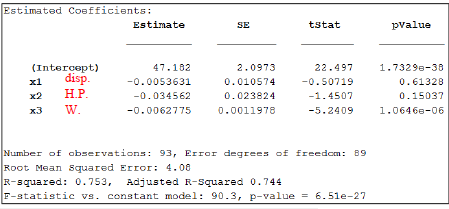 Estimated Coefficients:
Estimate SE tStat pValue
(Intercept) 47.182 2.0973 22.497 1.7329e-38
x1 disp. -0.0053631 0.010574 -0.50719 0.61328
x2 H.P. -0.034562 0.023824 -1.4507 0.15037
x3 W. -0.0062775 0.0011978 -5.2409 1.0646e-06
Number of observations: 93, Error degrees of freedom: 89
Root Mean Squared Error: 4.08
R-squared: 0.753, Adjusted R-Squared 0.744
F-statistic vs. constant model: 90.3, p-value = 6.51e-27